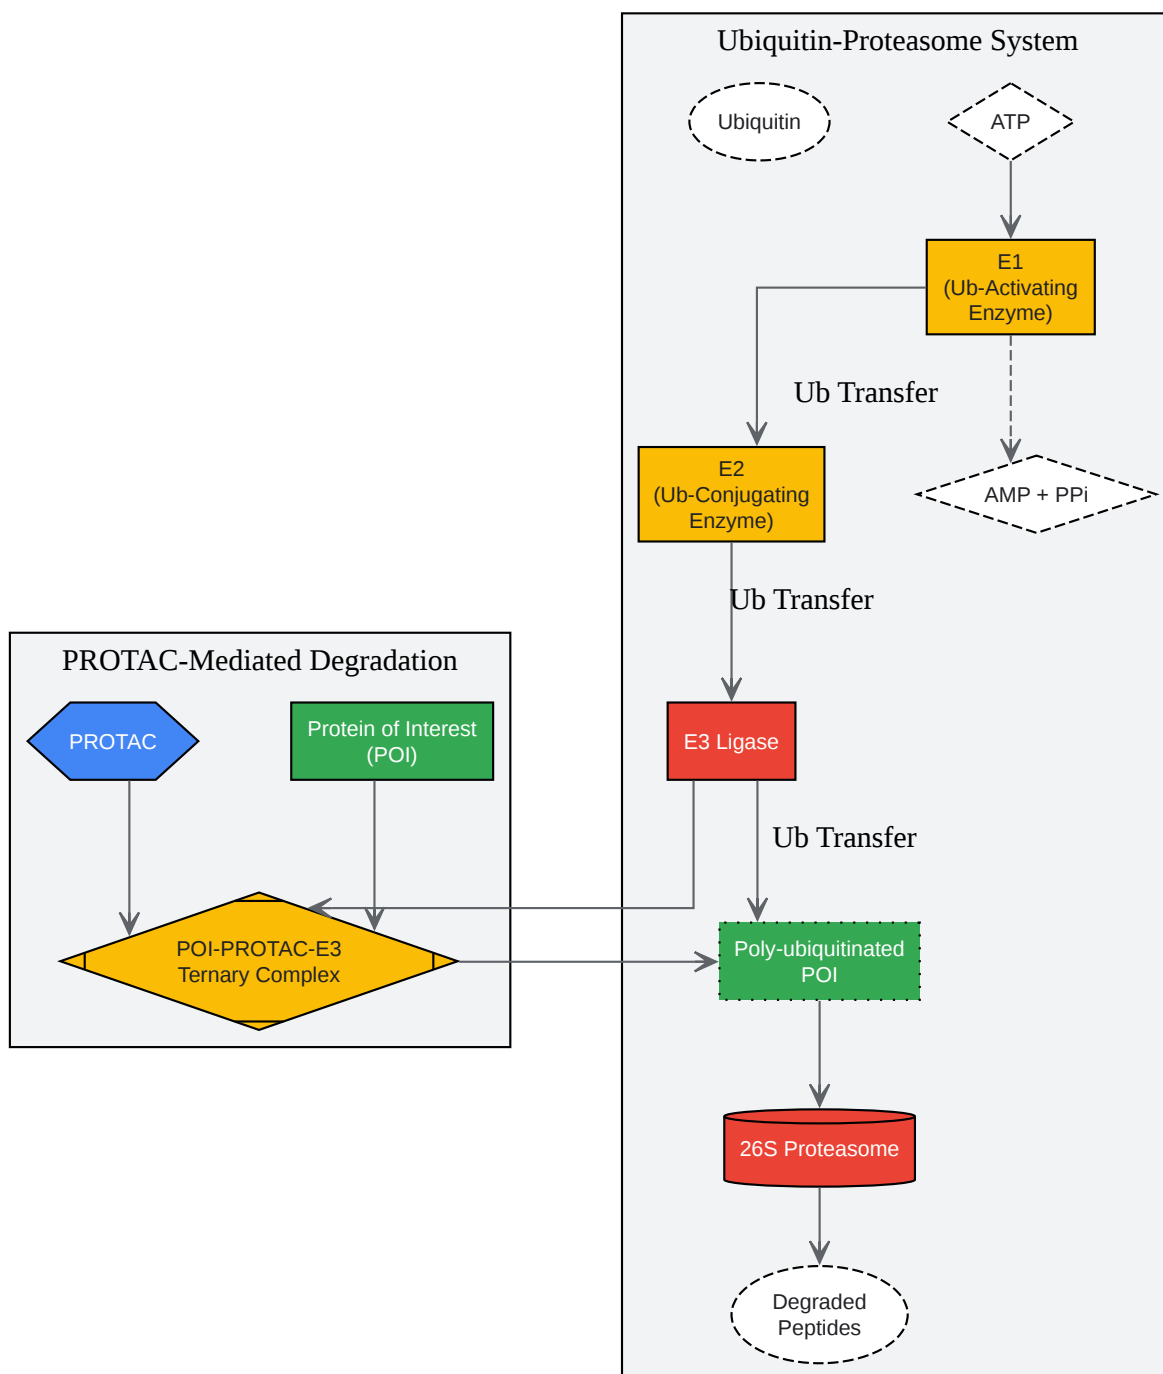 Ubiquitin-Proteasome System
Ubiquitin
ATP
E1
(Ub-Activating
Enzyme)
Ub Transfer
E2
(Ub-Conjugating
Enzyme)
AMP + PPi
Ub Transfer
PROTAC-Mediated Degradation
PROTAC
Protein of Interest
(POI)
E3 Ligase
Ub Transfer
POI-PROTAC-E3
Ternary Complex
Poly-ubiquitinated
POI
26S Proteasome
Degraded
Peptides